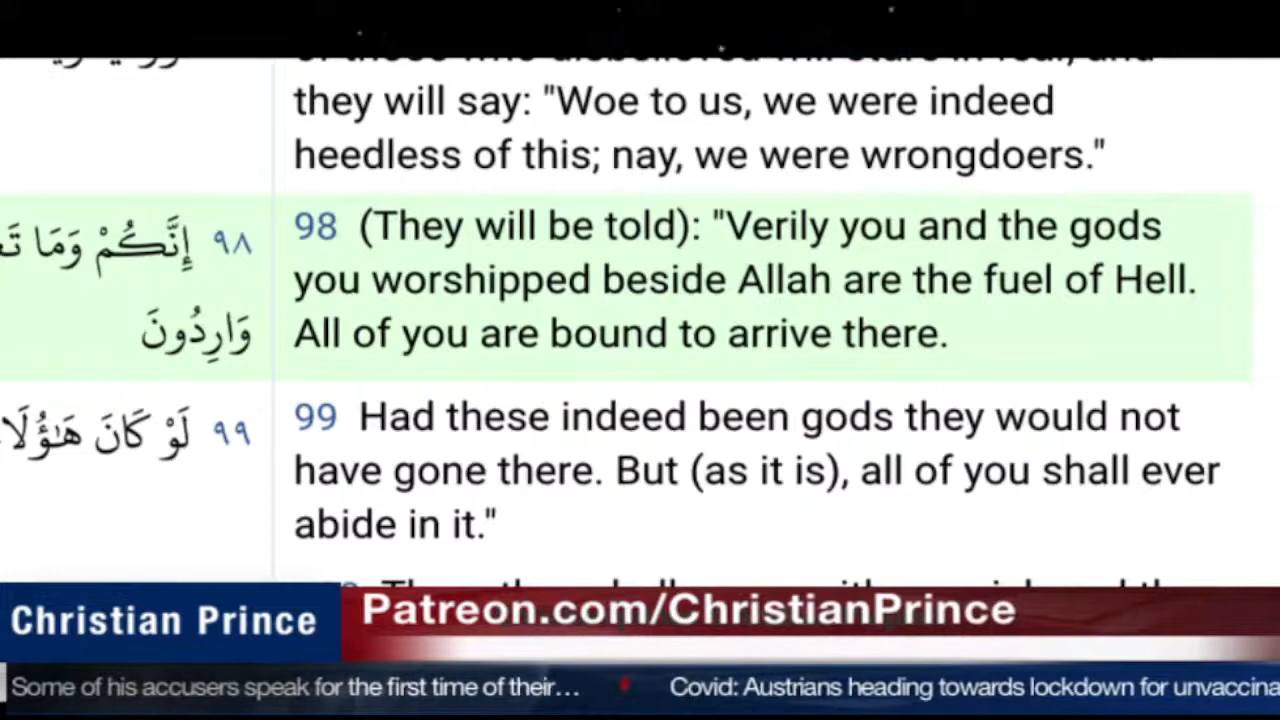 they will say: "Woe to us, we were indeed
heedless of this; nay, we were wrongdoers."
٩٨ إِنَّكُمْ وَمَا
98 (They will be told): "Verily you and the gods
you worshipped beside Allah are the fuel of Hell.
وَارِدُونَ
All of you are bound to arrive there.
٩٩ لَوْ كَانَ
99 Had these indeed been gods they would not
have gone there. But (as it is), all of you shall ever
abide in it."
Christian Prince
Patreon.com/ChristianPrince
Some of his accusers speak for the first time of their...
Covid: Austrians heading towards lockdown for